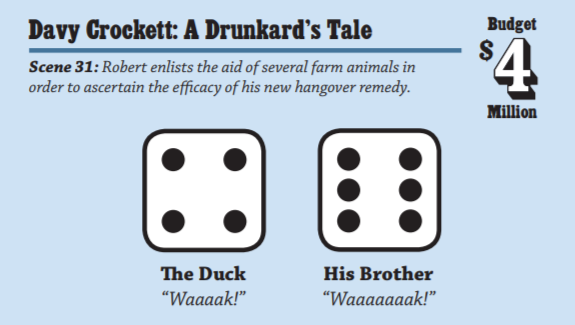 Davy Crockett: A Drunkard's Tale
Budget
$4
Million
Scene 31: Robert enlists the aid of several farm animals in
order to ascertain the efficacy of his new hangover remedy.
The Duck
"Waaaak!"
His Brother
"Waaaaaaak!"